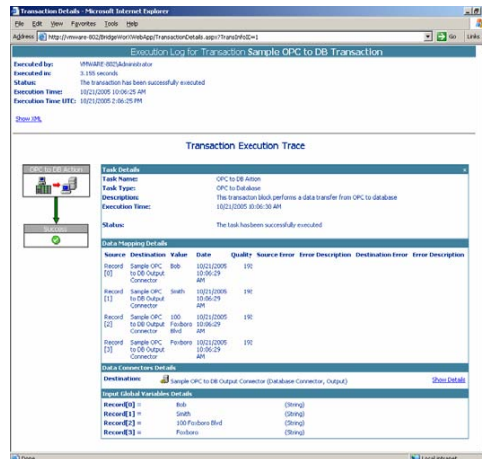 Transaction Details - Microsoft Internet Explorer
File Edit View Favorites Tools Help
Address http://vmware-802/BridgeWorX/WebApp/TransactionDetails.aspx?TransInfoID=1 Go Links
Execution Log for Transaction Sample OPC to DB Transaction
Executed by: VMWARE-802\Administrator
Executed in: 3.155 seconds
Status: The transaction has been successfully executed
Execution Time: 10/21/2005 10:06:25 AM
Execution Time UTC: 10/21/2005 2:06:25 PM
Show XML
Transaction Execution Trace
OPC to DB Action
Success
Task Details
Task Name: OPC to DB Action
Task Type: OPC to Database
Description: This transaction block performs a data transfer from OPC to database
Execution Time: 10/21/2005 10:06:30 AM
Status: The task has been successfully executed
Data Mapping Details
Source Destination Value Date Quality Source Error Error Description Destination Error Error Description
Record Sample OPC Bob 10/21/2005 192
[0] to DB Output 10:06:29
Connector AM
Record Sample OPC Smith 10/21/2005 192
[1] to DB Output 10:06:29
Connector AM
Record Sample OPC 100 10/21/2005 192
[2] to DB Output Foxboro 10:06:29
Connector Blvd AM
Record Sample OPC Foxboro 10/21/2005 192
[3] to DB Output 10:06:29
Connector AM
Data Connectors Details
Destination: Sample OPC to DB Output Connector (Database Connector, Output) Show Details
Input Global Variables Details
Record[0] = Bob (String)
Record[1] = Smith (String)
Record[2] = 100 Foxboro Blvd (String)
Record[3] = Foxboro (String)
Done Local intranet